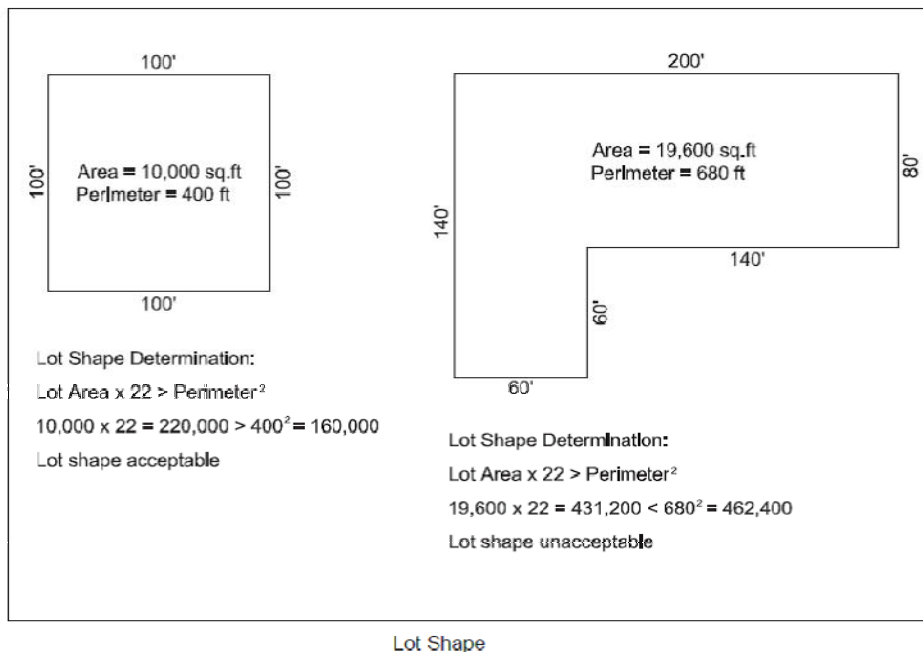 100'
100'
Area = 10,000 sq.ft
Perimeter = 400 ft
100'
100'
Lot Shape Determination:
Lot Area x 22 > Perimeter²
10,000 x 22 = 220,000 > 400² = 160,000
Lot shape acceptable
200'
Area = 19,600 sq.ft
Perimeter = 680 ft
80'
140'
140'
60'
60'
Lot Shape Determination:
Lot Area x 22 > Perimeter²
19,600 x 22 = 431,200 < 680² = 462,400
Lot shape unacceptable
Lot Shape